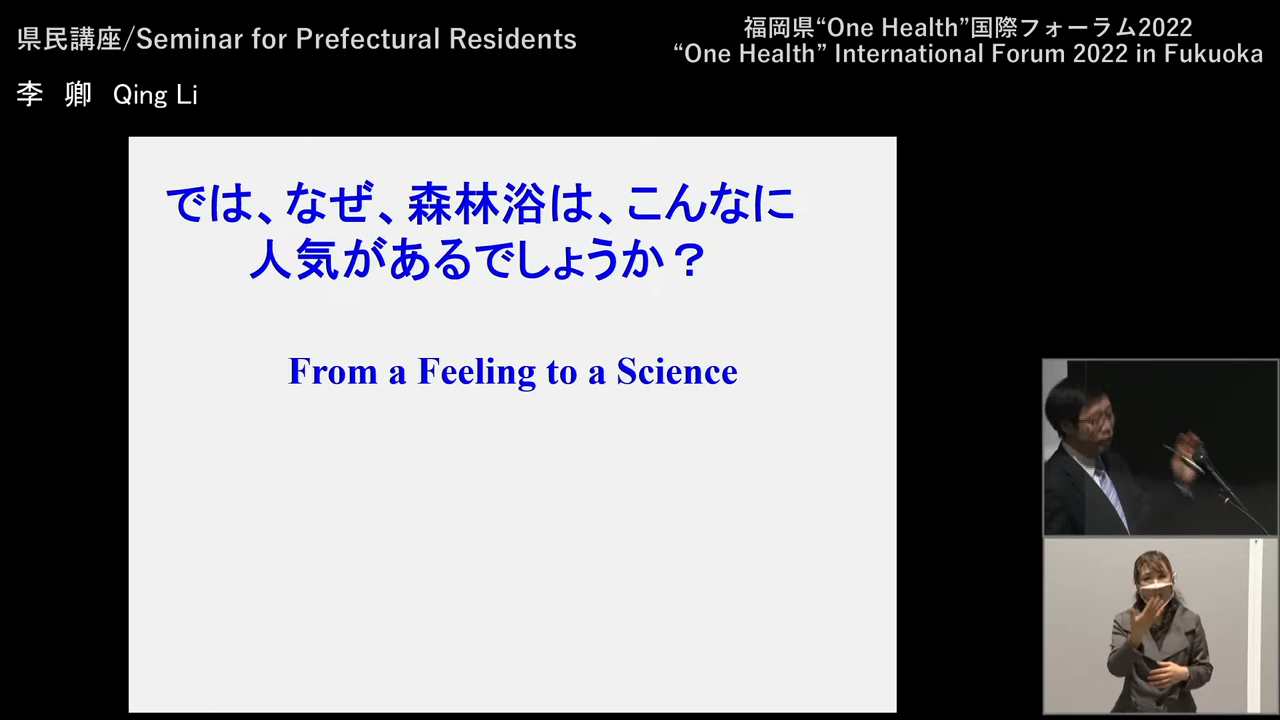 県民講座/Seminar for Prefectural Residents
福岡県“One Health”国際フォーラム2022
“One Health” International Forum 2022 in Fukuoka
李　卿　Qing Li
では、なぜ、森林浴は、こんなに
人気があるでしょうか？
From a Feeling to a Science